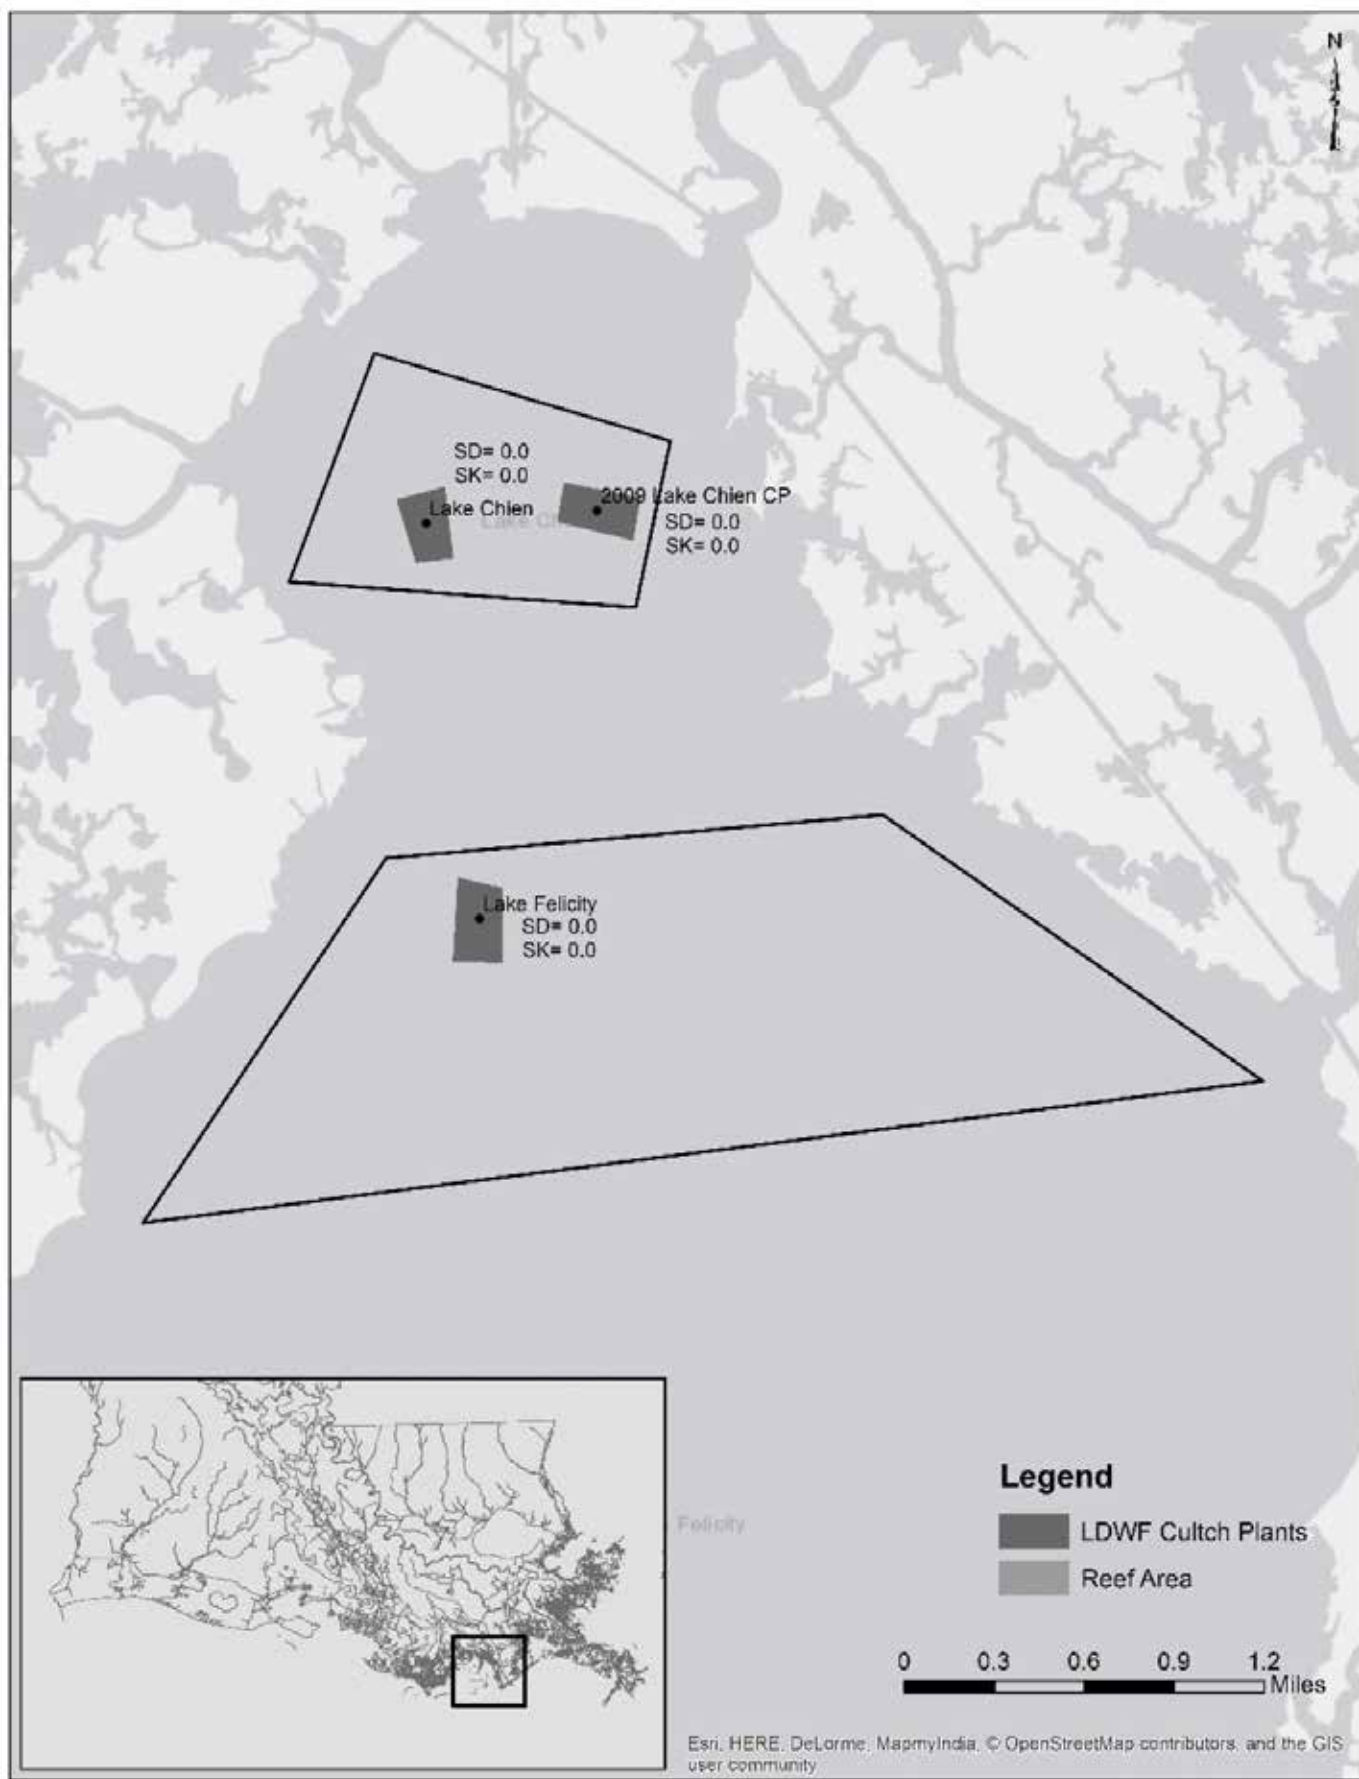 N
SD= 0.0
SK= 0.0
Lake Chien
2009 Lake Chien CP
SD= 0.0
SK= 0.0
Lake
Lake Felicity
SD= 0.0
SK= 0.0
Felicity
Legend
LDWF Cultch Plants
Reef Area
0 0.3 0.6 0.9 1.2
Miles
Esri, HERE, DeLorme, MapmyIndia, © OpenStreetMap contributors, and the GIS
user community